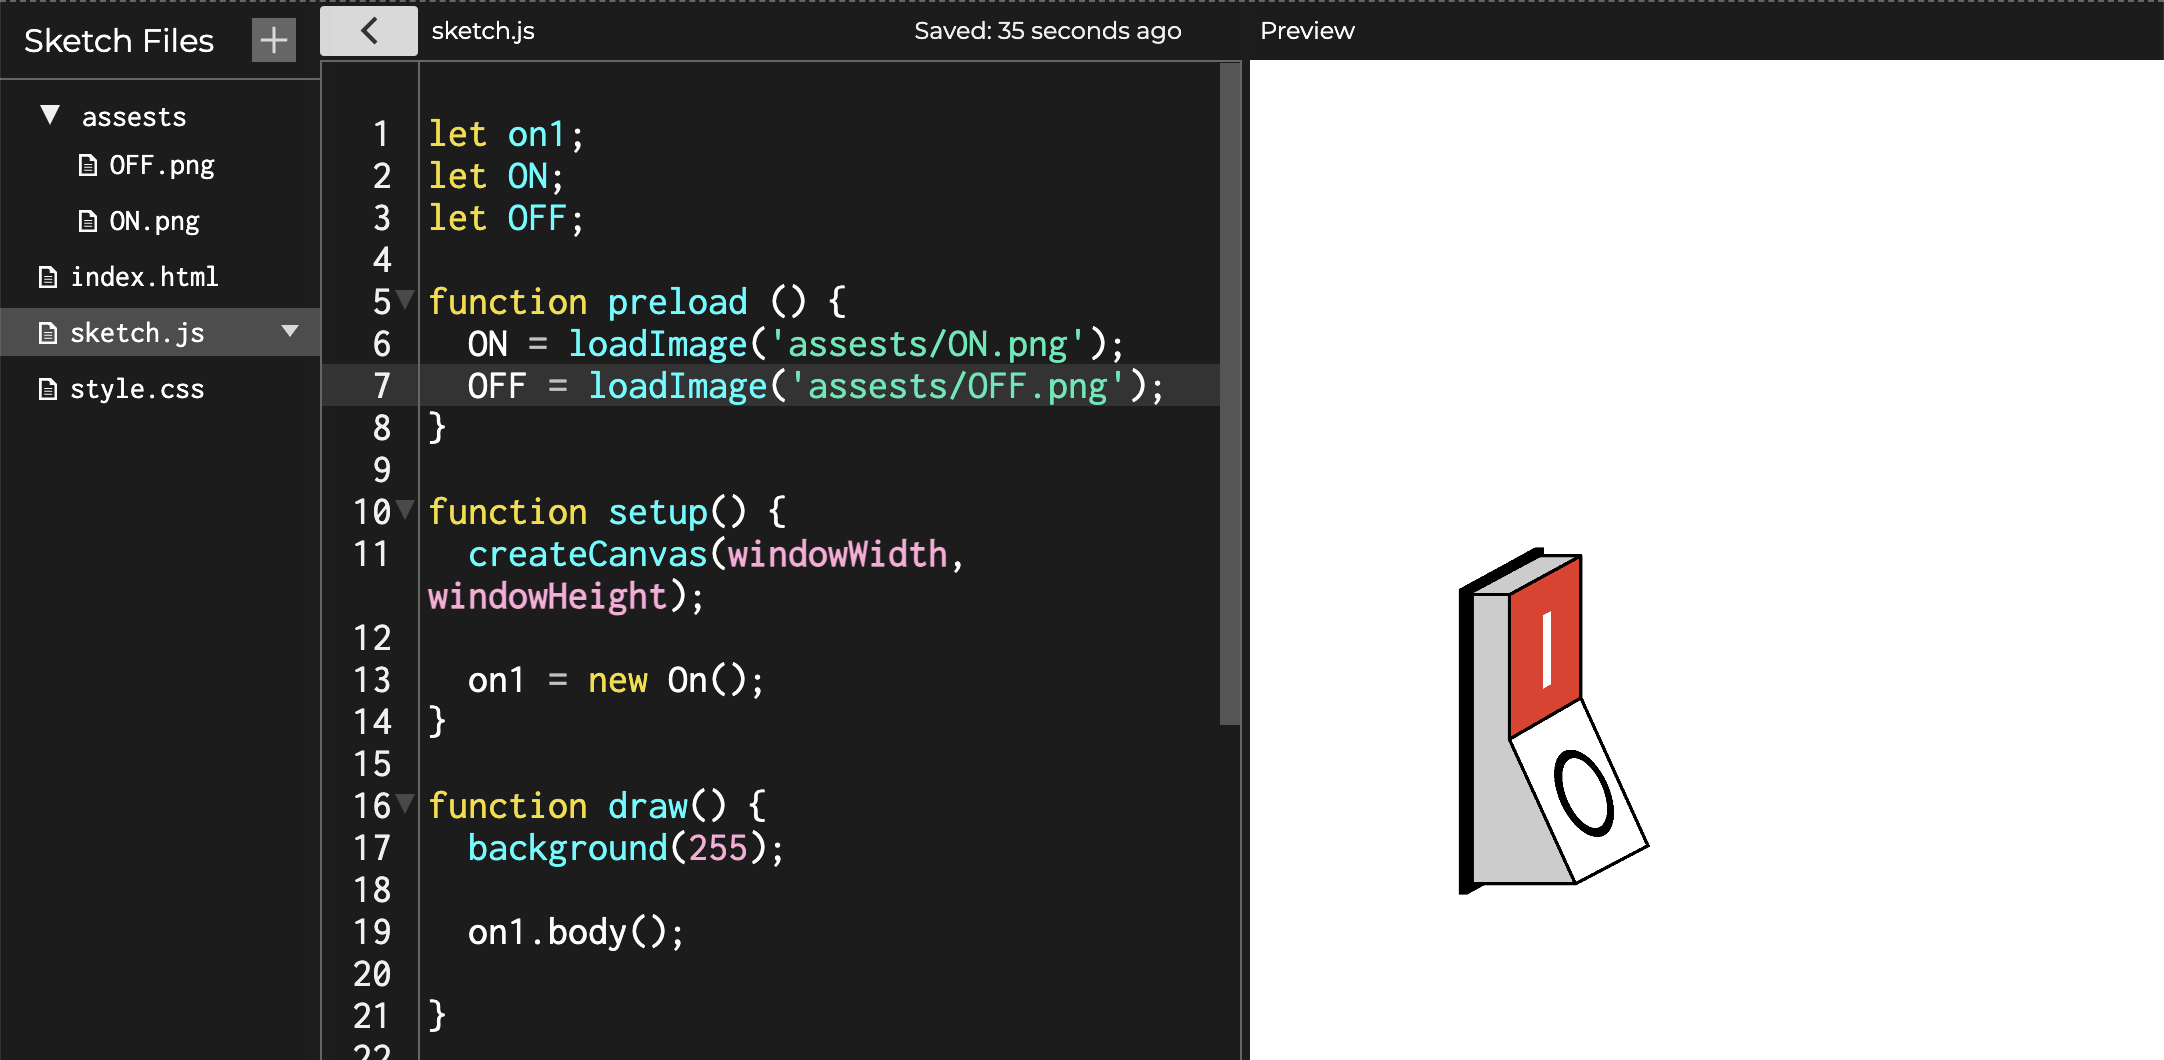 Sketch Files
+
sketch.js
Saved: 35 seconds ago
Preview
assests
OFF.png
ON.png
index.html
sketch.js
style.css
1 let on1;
2 let ON;
3 let OFF;
4
5 function preload () {
6 ON = loadImage('assests/ON.png');
7 OFF = loadImage('assests/OFF.png');
8 }
9
10 function setup() {
11 createCanvas(windowWidth,
windowHeight);
12
13 on1 = new On();
14 }
15
16 function draw() {
17 background(255);
18
19 on1.body();
20
21 }
22
I
O